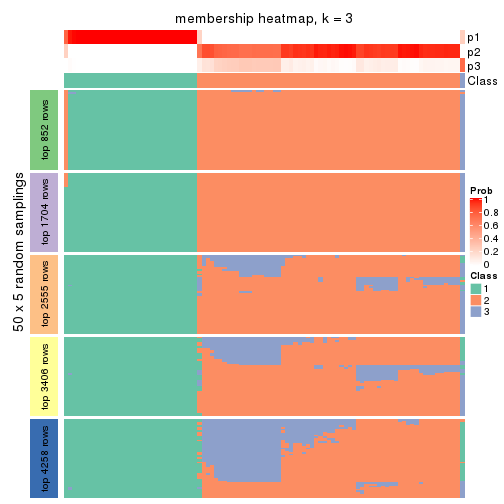 membership heatmap, k = 3
p1
p2
p3
Class
50 x 5 random samplings
top 852 rows
top 1704 rows
top 2555 rows
top 3406 rows
top 4258 rows
Prob
1
0.8
0.6
0.4
0.2
0
Class
1
2
3